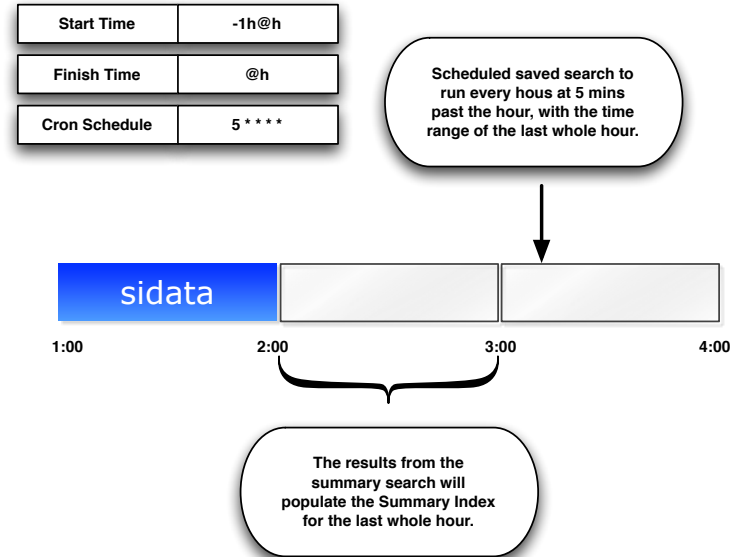 Start Time -1h@h
Finish Time @h
Cron Schedule 5 * * * *
Scheduled saved search to
run every hous at 5 mins
past the hour, with the time
range of the last whole hour.
sidata
1:00 2:00 3:00 4:00
The results from the
summary search will
populate the Summary Index
for the last whole hour.